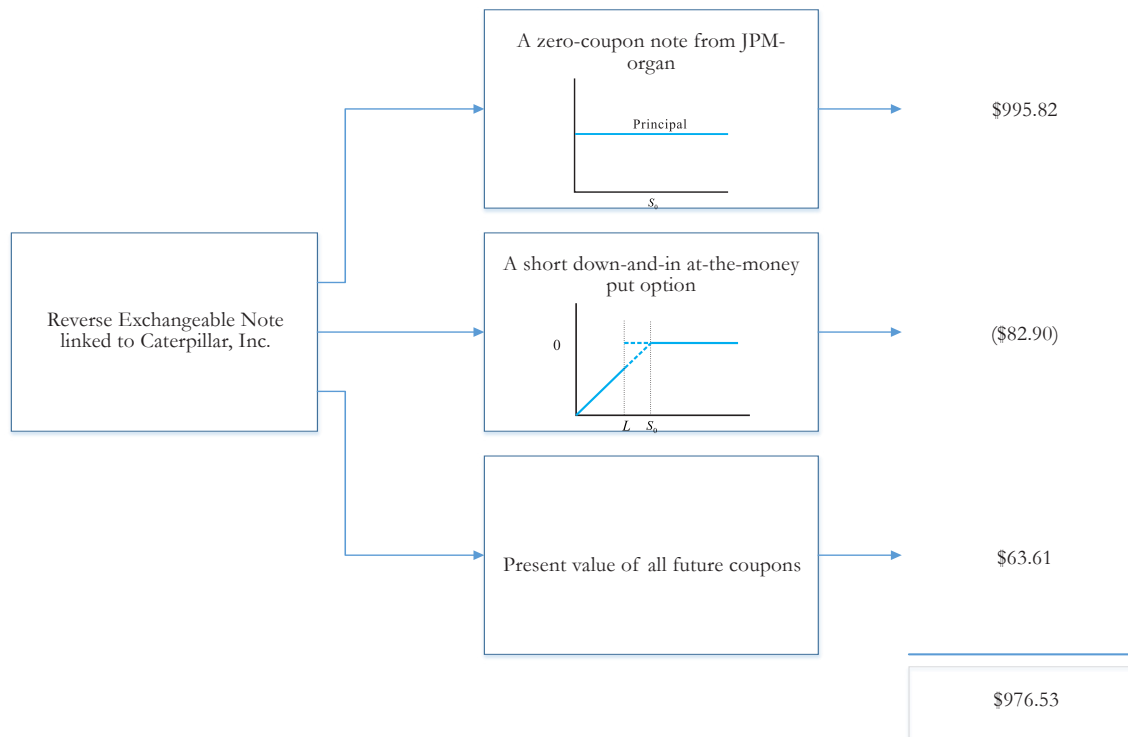 A zero-coupon note from JPM-
organ
Principal
S₀
$995.82
Reverse Exchangeable Note
linked to Caterpillar, Inc.
A short down-and-in at-the-money
put option
0
L S₀
($82.90)
Present value of all future coupons
$63.61
$976.53